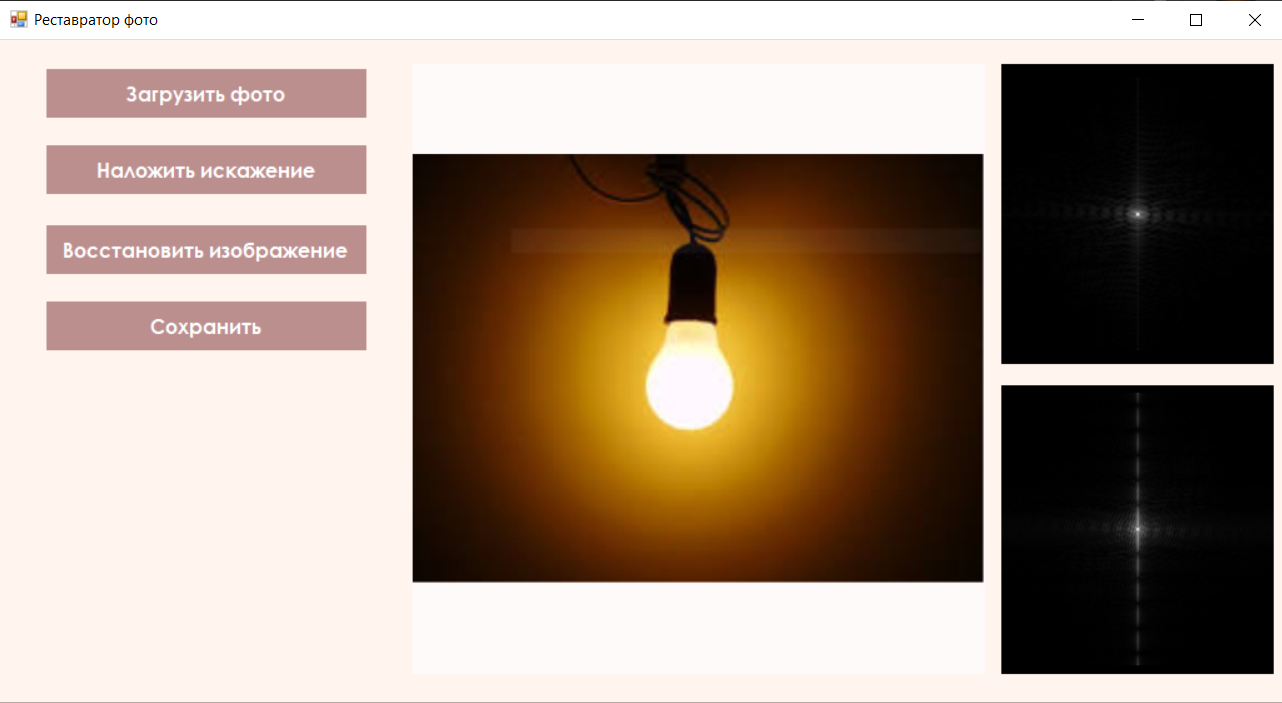 Реставратор фото
Загрузить фото
Наложить искажение
Восстановить изображение
Сохранить